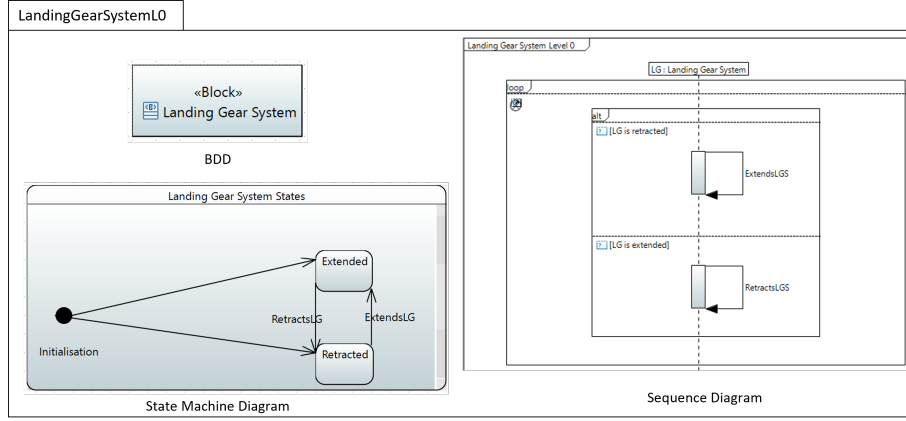 LandingGearSystemL0
«Block»
Landing Gear System
BDD
Landing Gear System States
Extended
RetractsLG
ExtendsLG
Initialisation
Retracted
State Machine Diagram
Landing Gear System Level 0
LG : Landing Gear System
loop
alt
[LG is retracted]
ExtendsLGS
[LG is extended]
RetractsLGS
Sequence Diagram